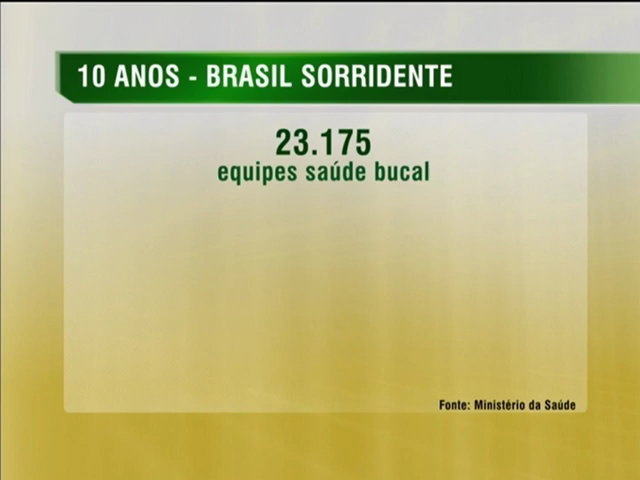 10 ANOS - BRASIL SORRIDENTE
23.175
equipes saúde bucal
Fonte: Ministério da Saúde